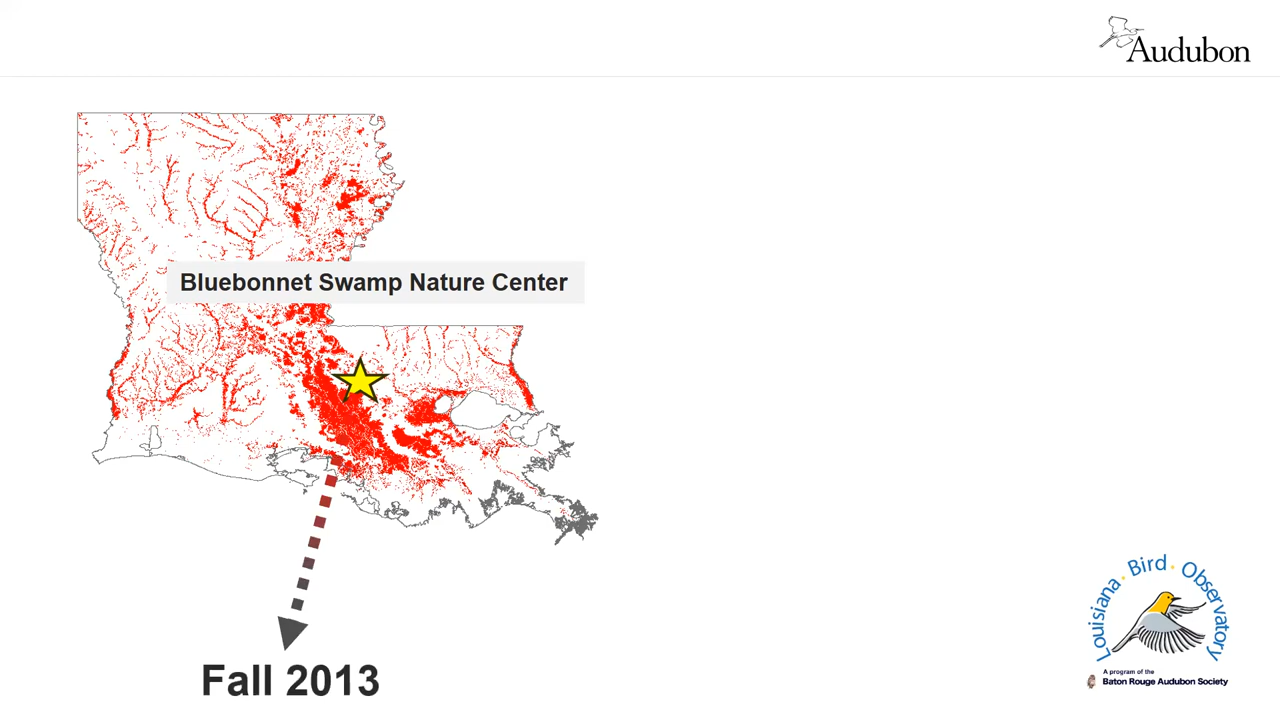 Audubon
Bluebonnet Swamp Nature Center
Fall 2013
Louisiana · Bird · Observatory
A program of the
Baton Rouge Audubon Society